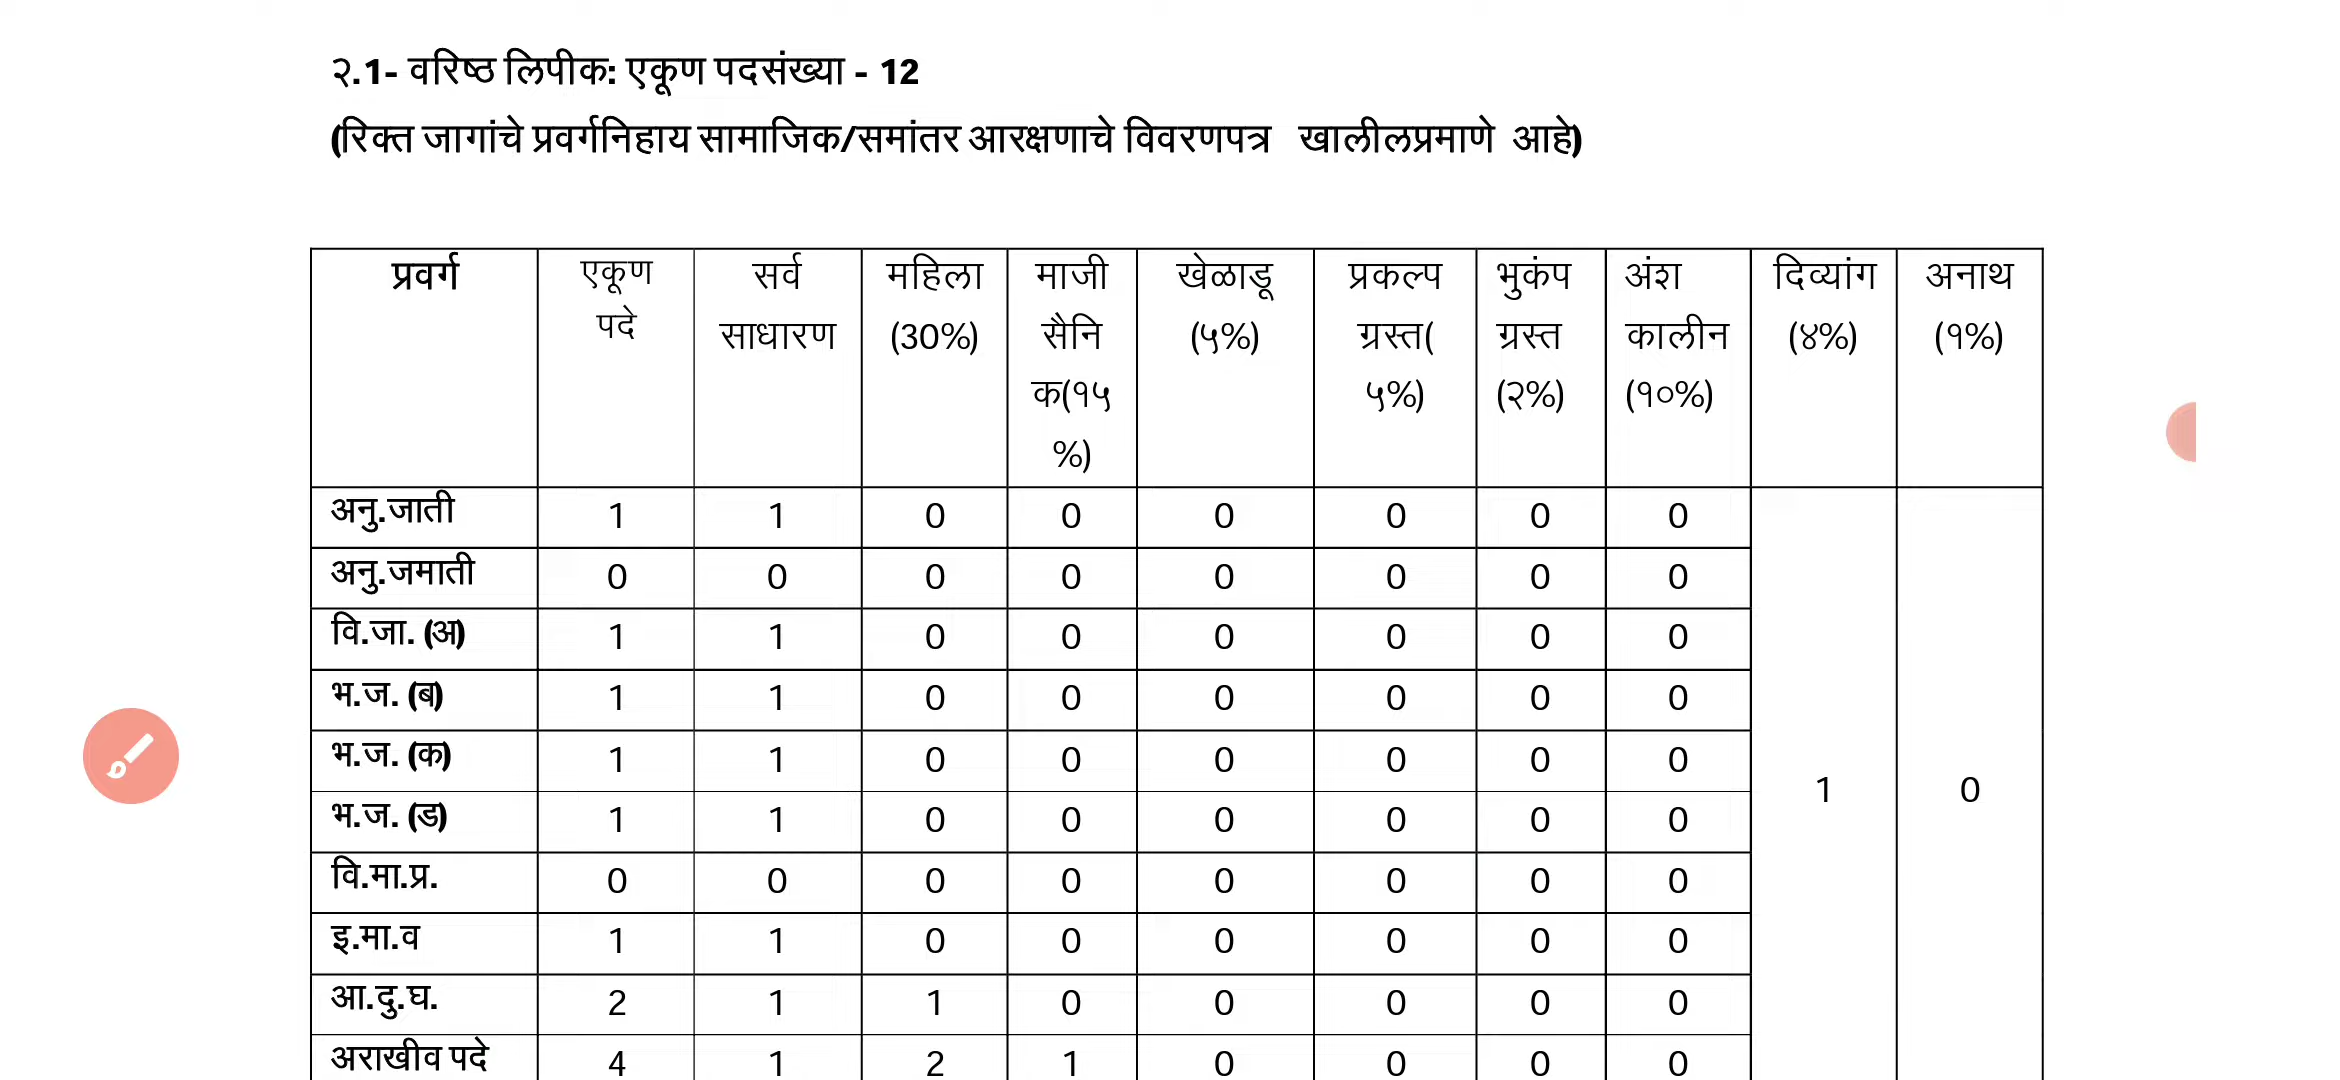 २.1- वरिष्ठ लिपीक: एकूण पदसंख्या - 12
(रिक्त जागांचे प्रवर्गनिहाय सामाजिक/समांतर आरक्षणाचे विवरणपत्र खालीलप्रमाणे आहे)
प्रवर्ग एकूण पदे सर्व साधारण महिला (30%) माजी सैनिक(१५%) खेळाडू (५%) प्रकल्प ग्रस्त(५%) भुकंप ग्रस्त (२%) अंश कालीन (१०%) दिव्यांग (४%) अनाथ (१%)
अनु.जाती 1 1 0 0 0 0 0 0
अनु.जमाती 0 0 0 0 0 0 0 0
वि.जा. (अ) 1 1 0 0 0 0 0 0
भ.ज. (ब) 1 1 0 0 0 0 0 0
भ.ज. (क) 1 1 0 0 0 0 0 0 1 0
भ.ज. (ड) 1 1 0 0 0 0 0 0
वि.मा.प्र. 0 0 0 0 0 0 0 0
इ.मा.व 1 1 0 0 0 0 0 0
आ.दु.घ. 2 1 1 0 0 0 0 0
अराखीव पदे 4 1 2 1 0 0 0 0